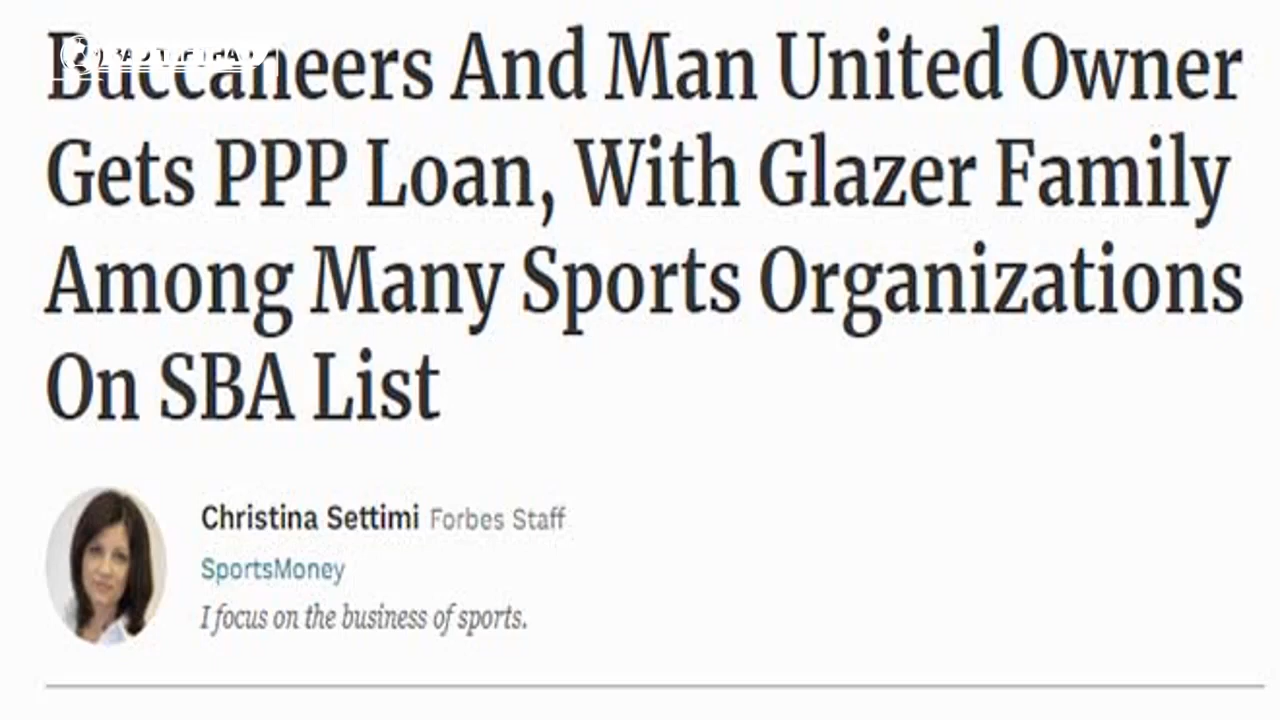 Buccaneers And Man United Owner
Gets PPP Loan, With Glazer Family
Among Many Sports Organizations
On SBA List
Christina Settimi Forbes Staff
SportsMoney
I focus on the business of sports.